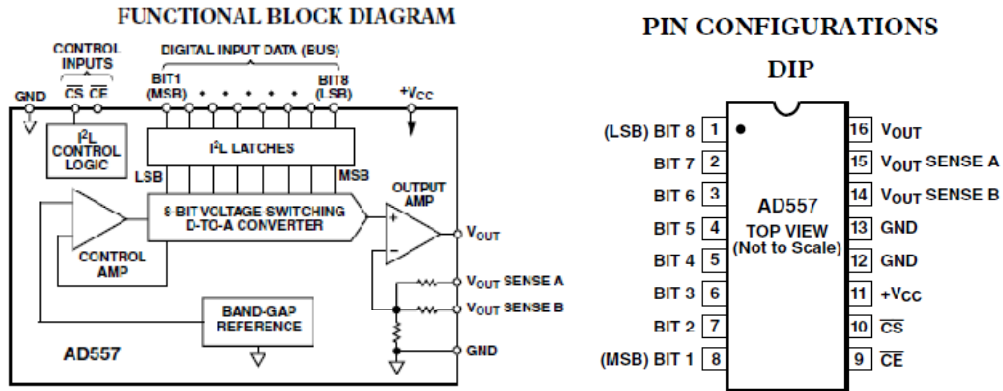 FUNCTIONAL BLOCK DIAGRAM
CONTROL
INPUTS
DIGITAL INPUT DATA (BUS)
GND
CS CE
BIT1
(MSB)
BIT8
(LSB)
+VCC
I2L
CONTROL
LOGIC
I2L LATCHES
LSB
MSB
OUTPUT
AMP
8-BIT VOLTAGE SWITCHING
D-TO-A CONVERTER
+
−
CONTROL
AMP
VOUT
VOUT SENSE A
VOUT SENSE B
BAND-GAP
REFERENCE
GND
AD557
PIN CONFIGURATIONS
DIP
(LSB) BIT 8 1
16 VOUT
BIT 7 2
15 VOUT SENSE A
BIT 6 3
14 VOUT SENSE B
BIT 5 4
13 GND
BIT 4 5
12 GND
BIT 3 6
11 +VCC
BIT 2 7
10 CS
(MSB) BIT 1 8
9 CE
AD557
TOP VIEW
(Not to Scale)